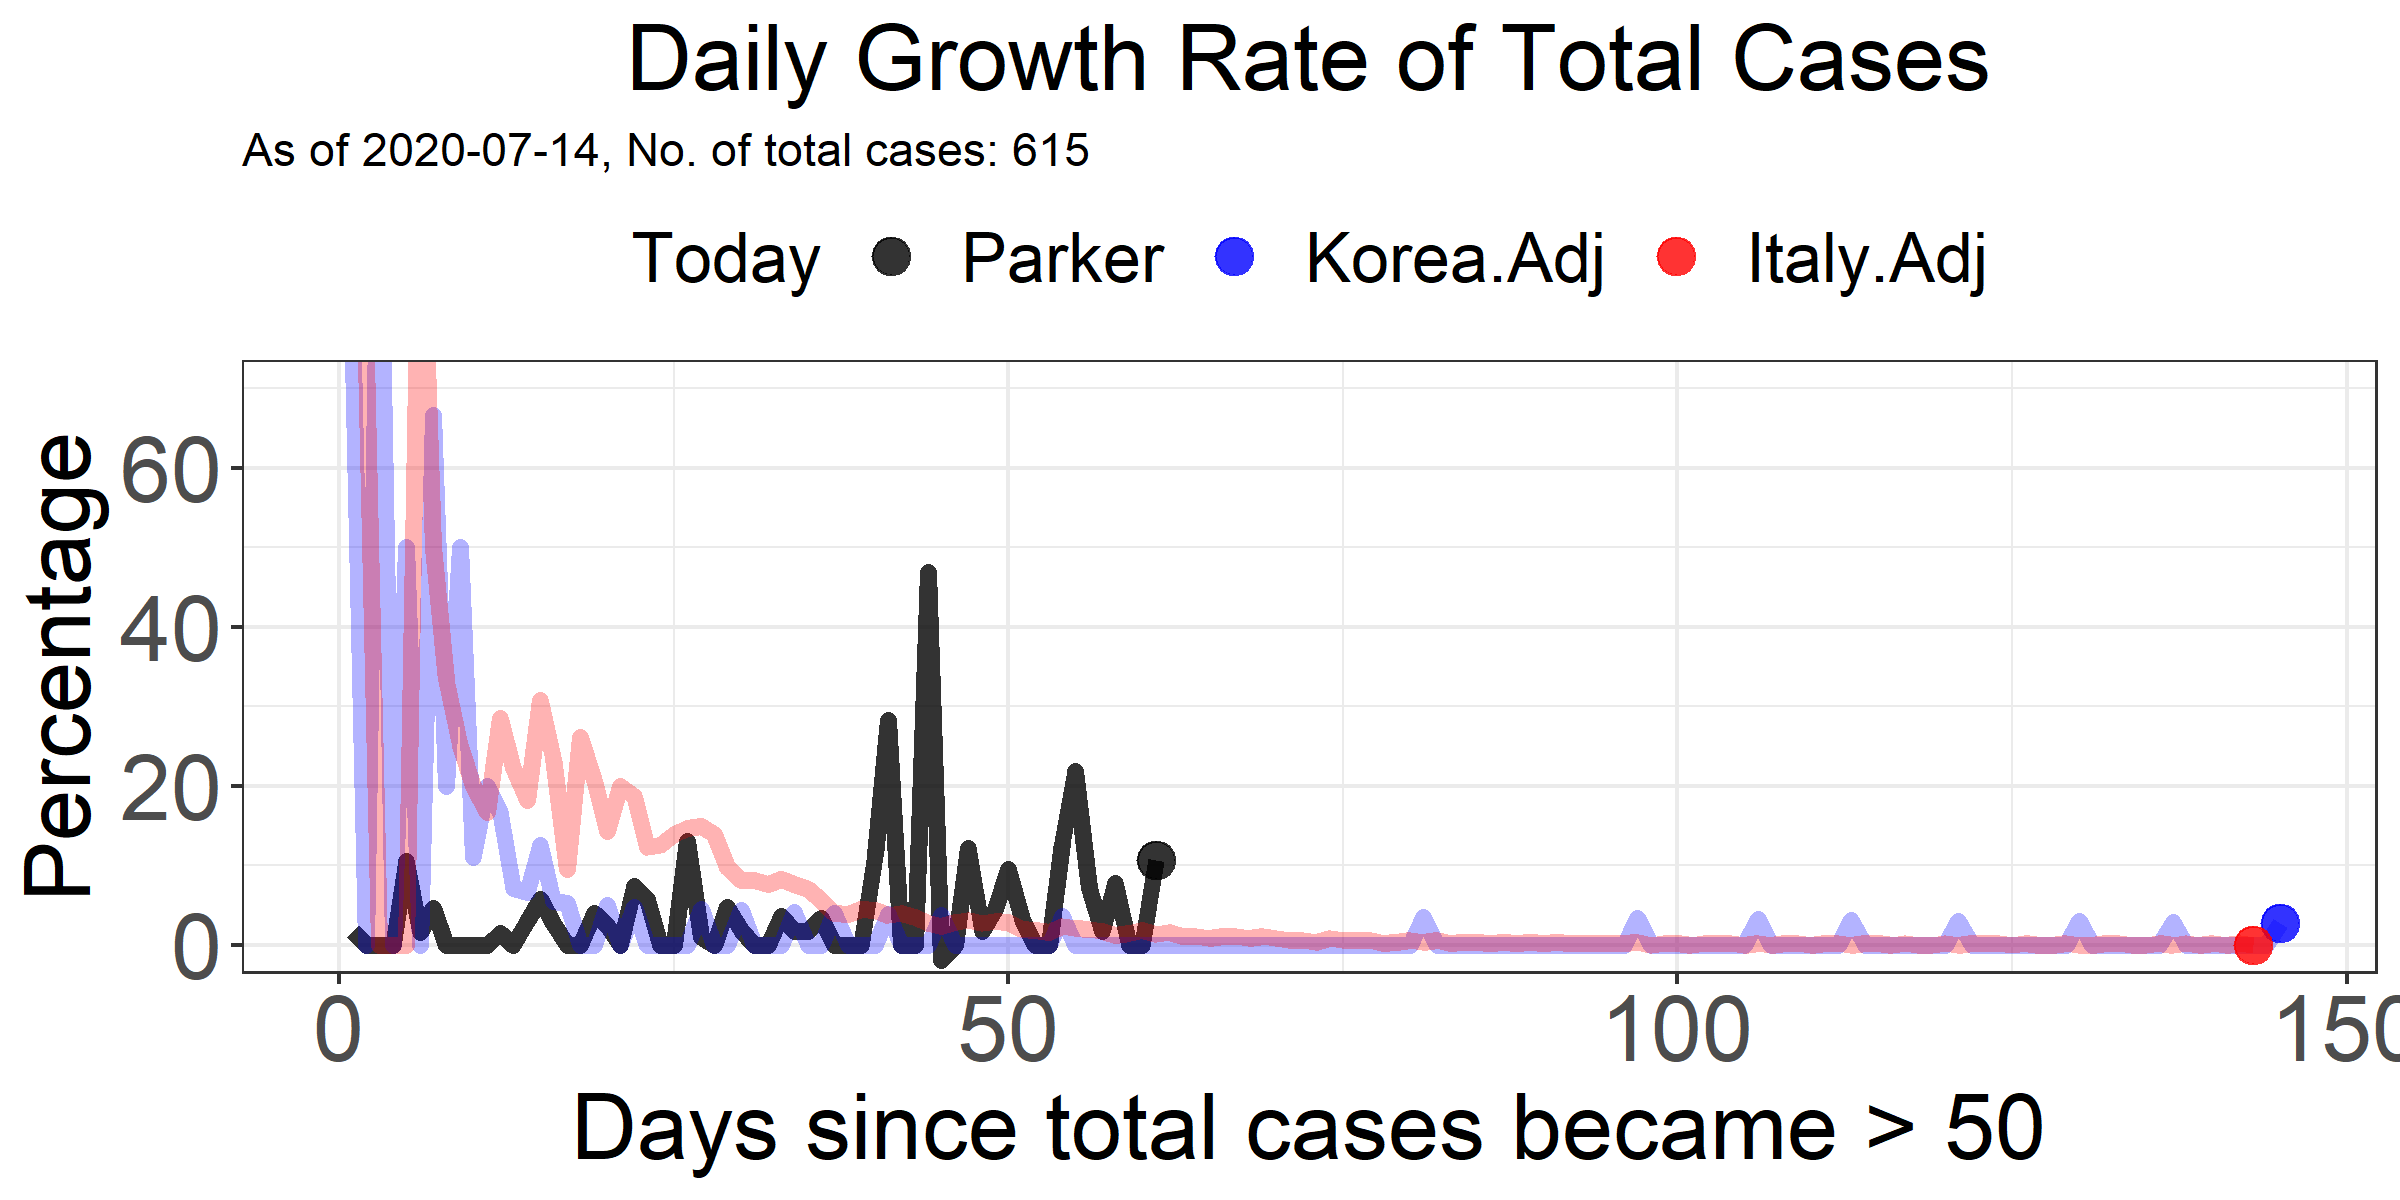 Daily Growth Rate of Total Cases
As of 2020-07-14, No. of total cases: 615
Today Parker Korea.Adj Italy.Adj
Percentage
60
40
20
0
0 50 100 150
Days since total cases became > 50